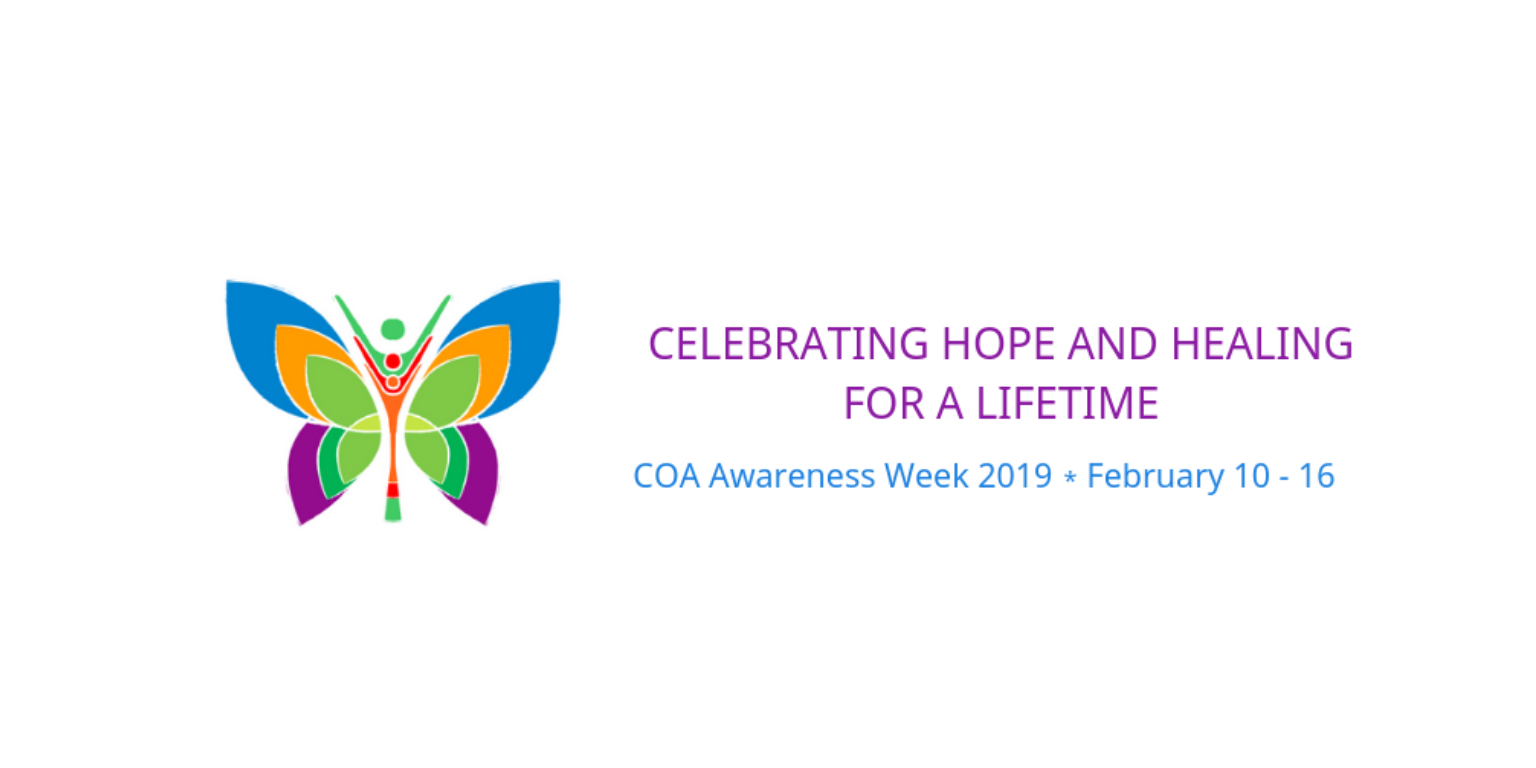 CELEBRATING HOPE AND HEALING
FOR A LIFETIME
COA Awareness Week 2019 * February 10 - 16